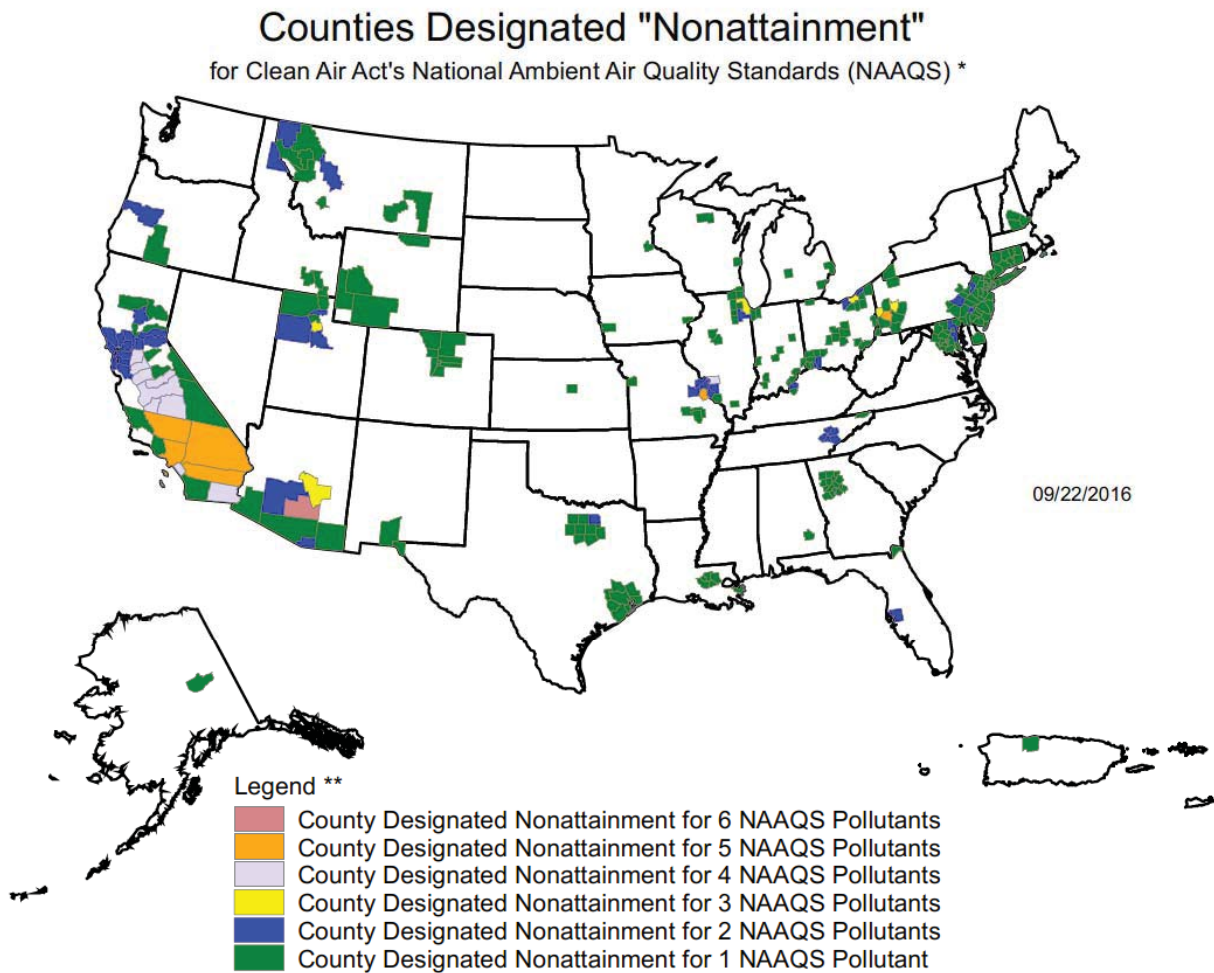 Counties Designated "Nonattainment"
for Clean Air Act's National Ambient Air Quality Standards (NAAQS) *
09/22/2016
Legend **
County Designated Nonattainment for 6 NAAQS Pollutants
County Designated Nonattainment for 5 NAAQS Pollutants
County Designated Nonattainment for 4 NAAQS Pollutants
County Designated Nonattainment for 3 NAAQS Pollutants
County Designated Nonattainment for 2 NAAQS Pollutants
County Designated Nonattainment for 1 NAAQS Pollutant